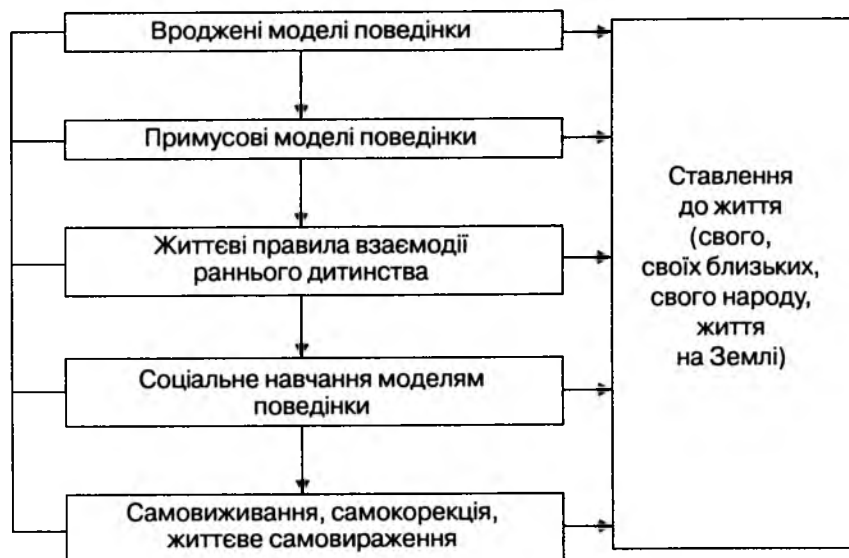 Вроджені моделі поведінки
Примусові моделі поведінки
Життєві правила взаємодії
раннього дитинства
Соціальне навчання моделям
поведінки
Самовиживання, самокорекція,
життєве самовираження
Ставлення
до життя
(свого,
своїх близьких,
свого народу,
життя
на Землі)